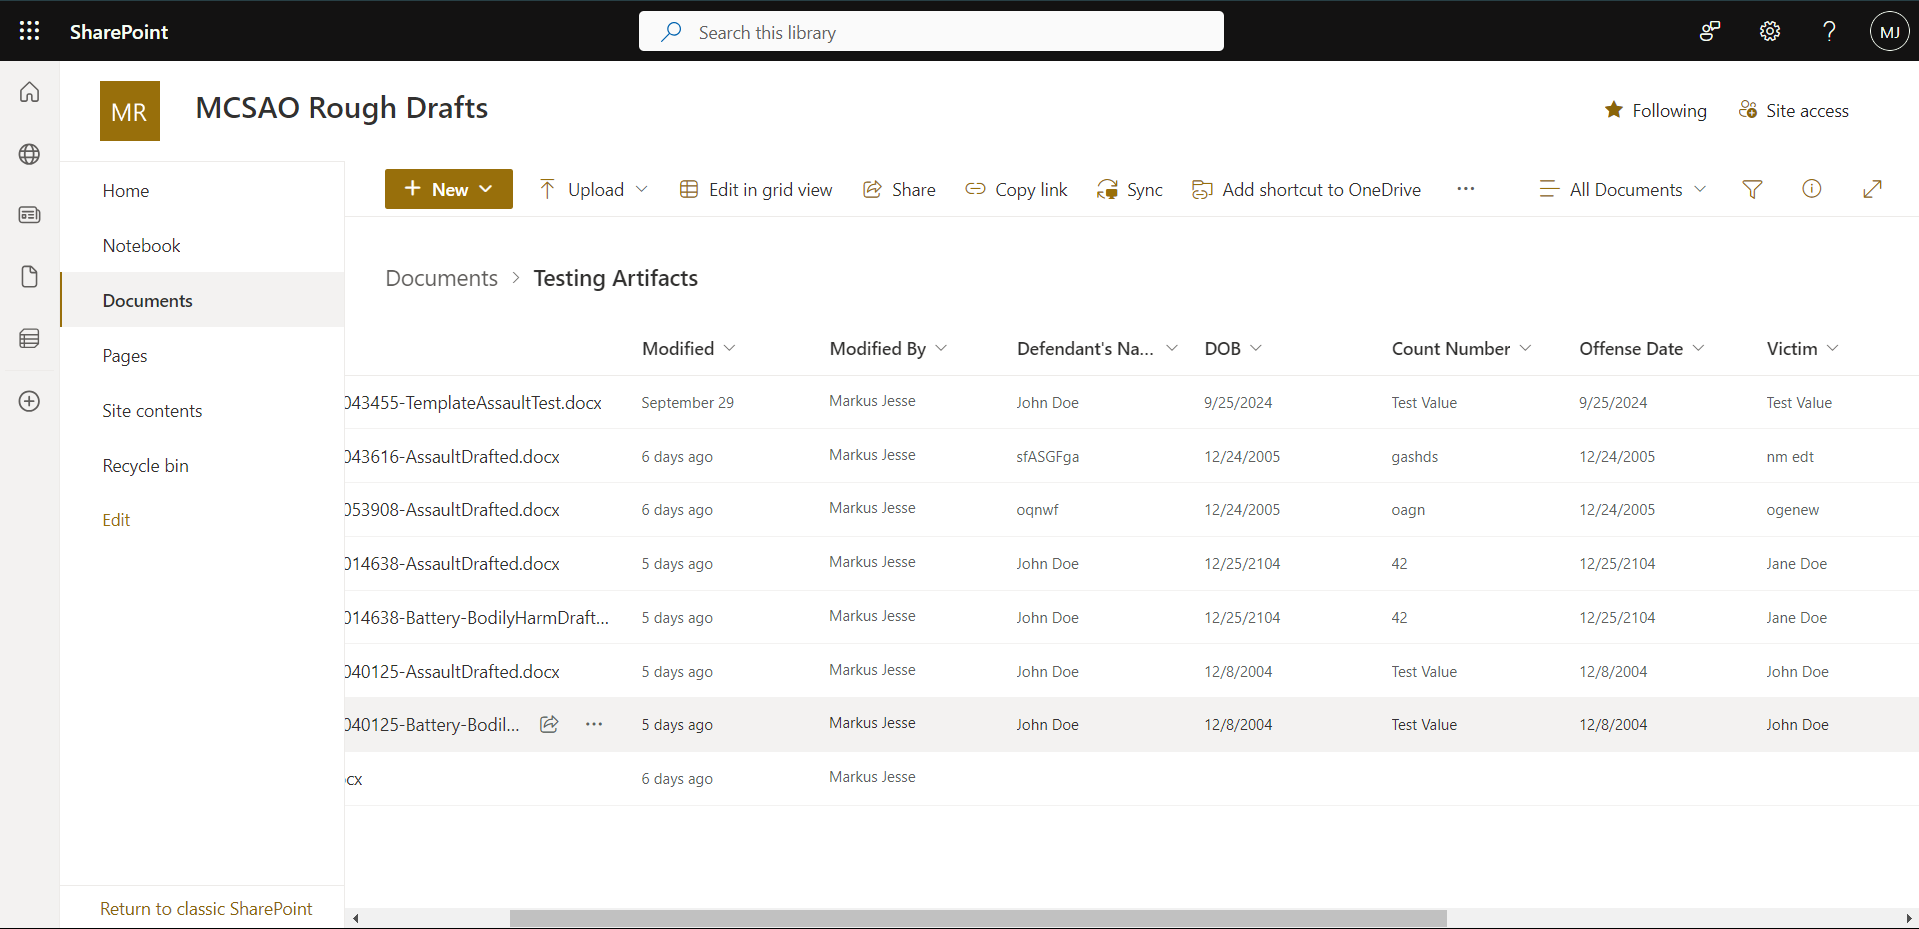 SharePoint
Search this library
MJ
MR
MCSAO Rough Drafts
Following
Site access
Home
Notebook
Documents
Pages
Site contents
Recycle bin
Edit
Return to classic SharePoint
New
Upload
Edit in grid view
Share
Copy link
Sync
Add shortcut to OneDrive
All Documents
Documents > Testing Artifacts
Modified Modified By Defendant's Na... DOB Count Number Offense Date Victim
043455-TemplateAssaultTest.docx September 29 Markus Jesse John Doe 9/25/2024 Test Value 9/25/2024 Test Value
043616-AssaultDrafted.docx 6 days ago Markus Jesse sfASGFga 12/24/2005 gashds 12/24/2005 nm edt
053908-AssaultDrafted.docx 6 days ago Markus Jesse oqnwf 12/24/2005 oagn 12/24/2005 ogenew
014638-AssaultDrafted.docx 5 days ago Markus Jesse John Doe 12/25/2104 42 12/25/2104 Jane Doe
014638-Battery-BodilyHarmDraft... 5 days ago Markus Jesse John Doe 12/25/2104 42 12/25/2104 Jane Doe
040125-AssaultDrafted.docx 5 days ago Markus Jesse John Doe 12/8/2004 Test Value 12/8/2004 John Doe
040125-Battery-Bodil... 5 days ago Markus Jesse John Doe 12/8/2004 Test Value 12/8/2004 John Doe
cx 6 days ago Markus Jesse